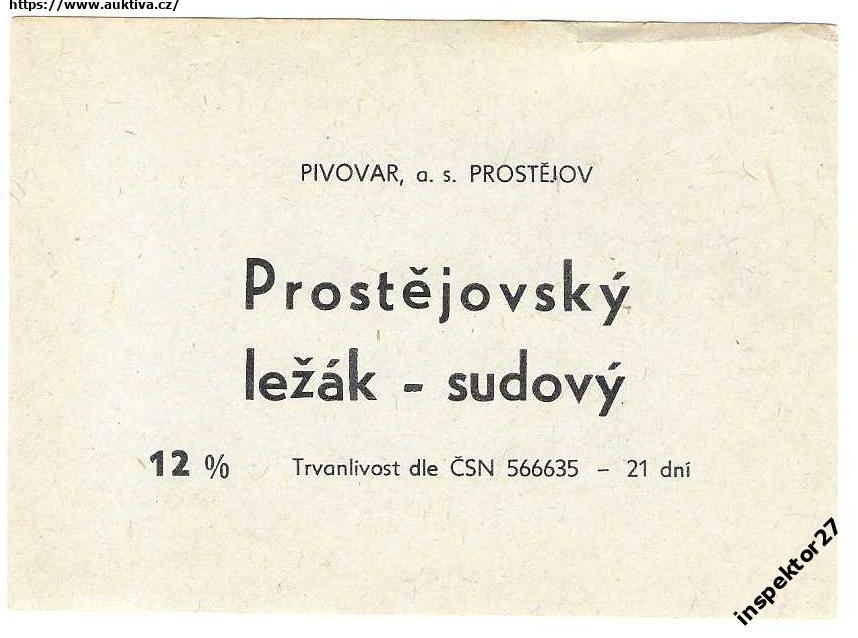 https://www.auktiva.cz/
PIVOVAR, a. s. PROSTĚJOV
Prostějovský
ležák - sudový
12 % Trvanlivost dle ČSN 566635 - 21 dní
inspektor27